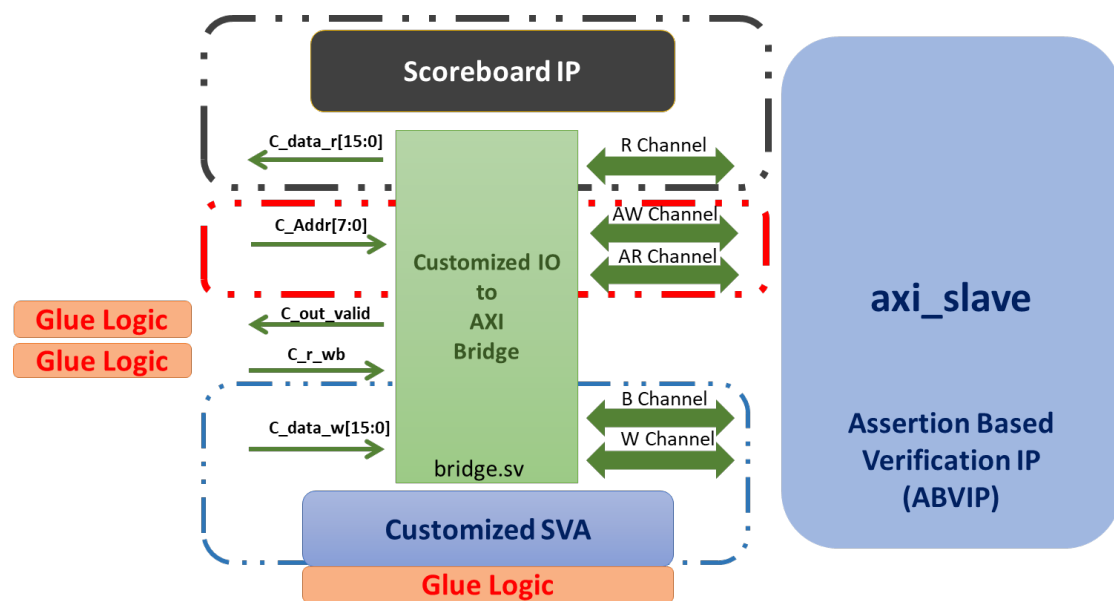 Scoreboard IP
C_data_r[15:0]
R Channel
C_Addr[7:0]
AW Channel
AR Channel
Customized IO
to
AXI
Bridge
axi_slave
Glue Logic
C_out_valid
Glue Logic
C_r_wb
B Channel
C_data_w[15:0]
W Channel
bridge.sv
Assertion Based
Verification IP
(ABVIP)
Customized SVA
Glue Logic